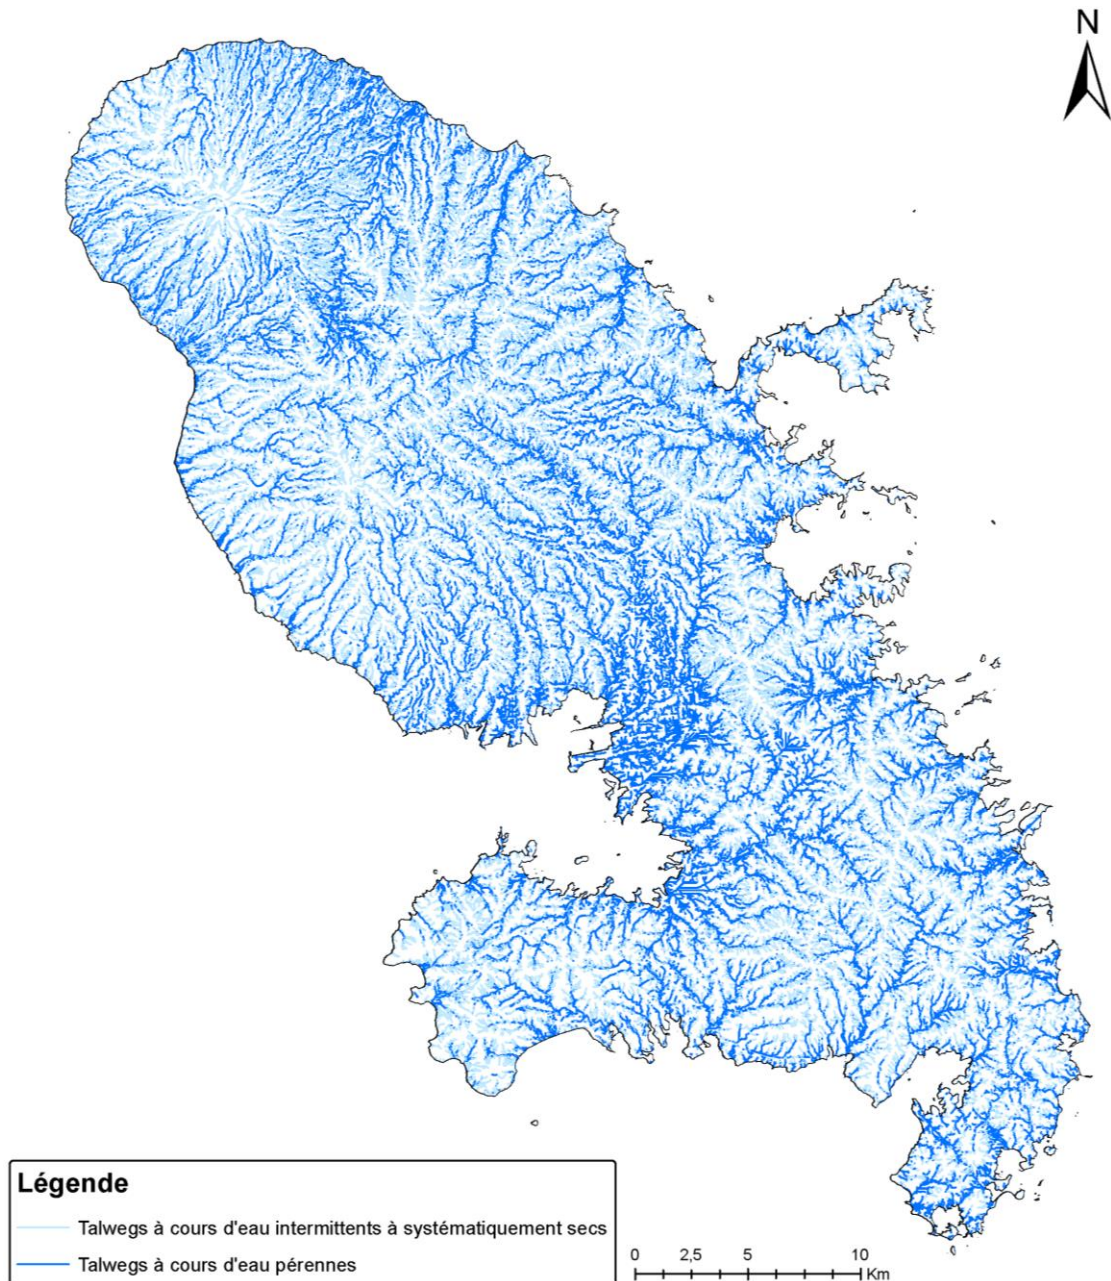 N
Légende
Talwegs à cours d'eau intermittents à systématiquement secs
Talwegs à cours d'eau pérennes
0 2,5 5 10
Km